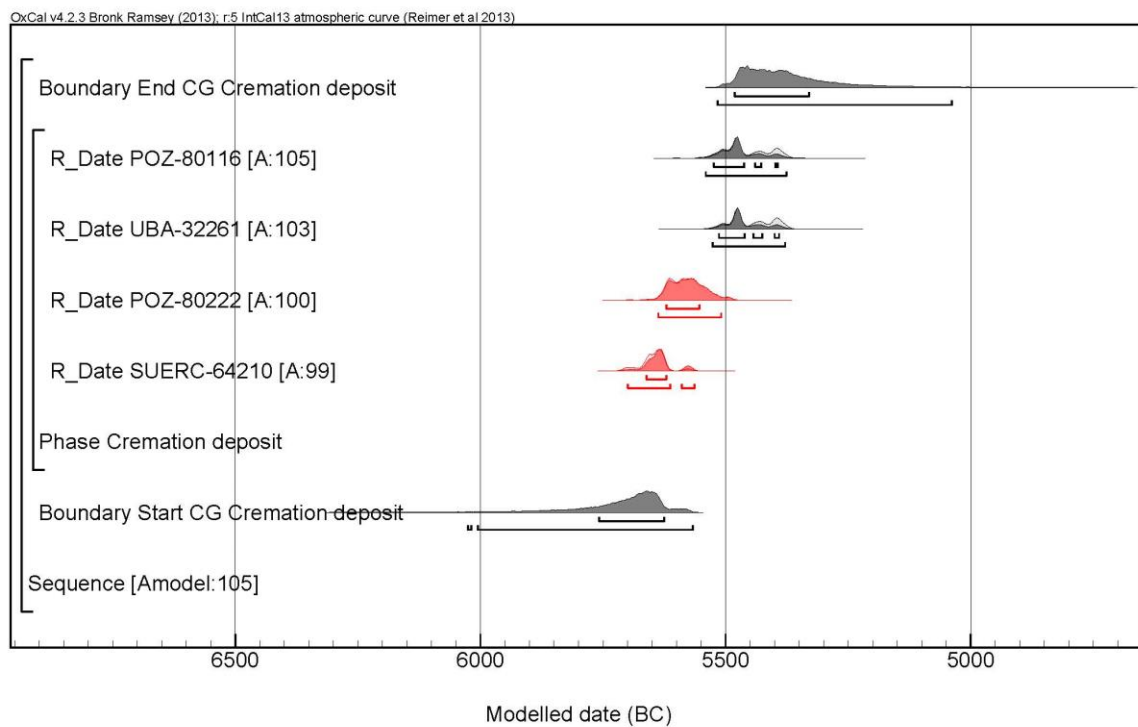 OxCal v4.2.3 Bronk Ramsey (2013); r:5 IntCal13 atmospheric curve (Reimer et al 2013)
Boundary End CG Cremation deposit
R_Date POZ-80116 [A:105]
R_Date UBA-32261 [A:103]
R_Date POZ-80222 [A:100]
R_Date SUERC-64210 [A:99]
Phase Cremation deposit
Boundary Start CG Cremation deposit
Sequence [Amodel:105]
6500 6000 5500 5000
Modelled date (BC)